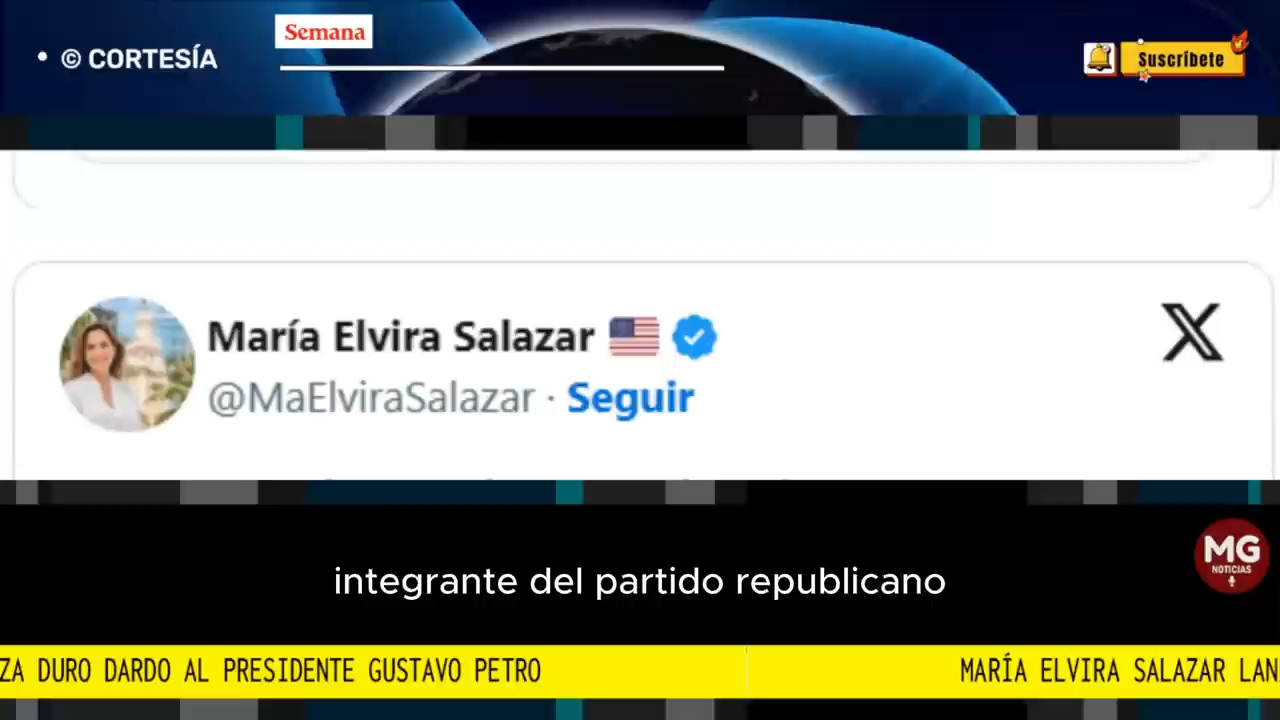 Semana
• © CORTESÍA
Suscríbete
María Elvira Salazar
@MaElviraSalazar · Seguir
integrante del partido republicano
MG
NOTICIAS
ZA DURO DARDO AL PRESIDENTE GUSTAVO PETRO
MARÍA ELVIRA SALAZAR LAN